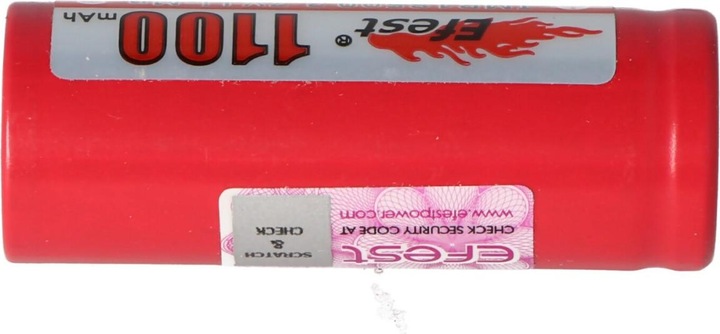 Efest® 1100 mAh
Efest
CHECK SECURITY CODE AT
www.efestpower.com
SCRATCH
&
CHECK